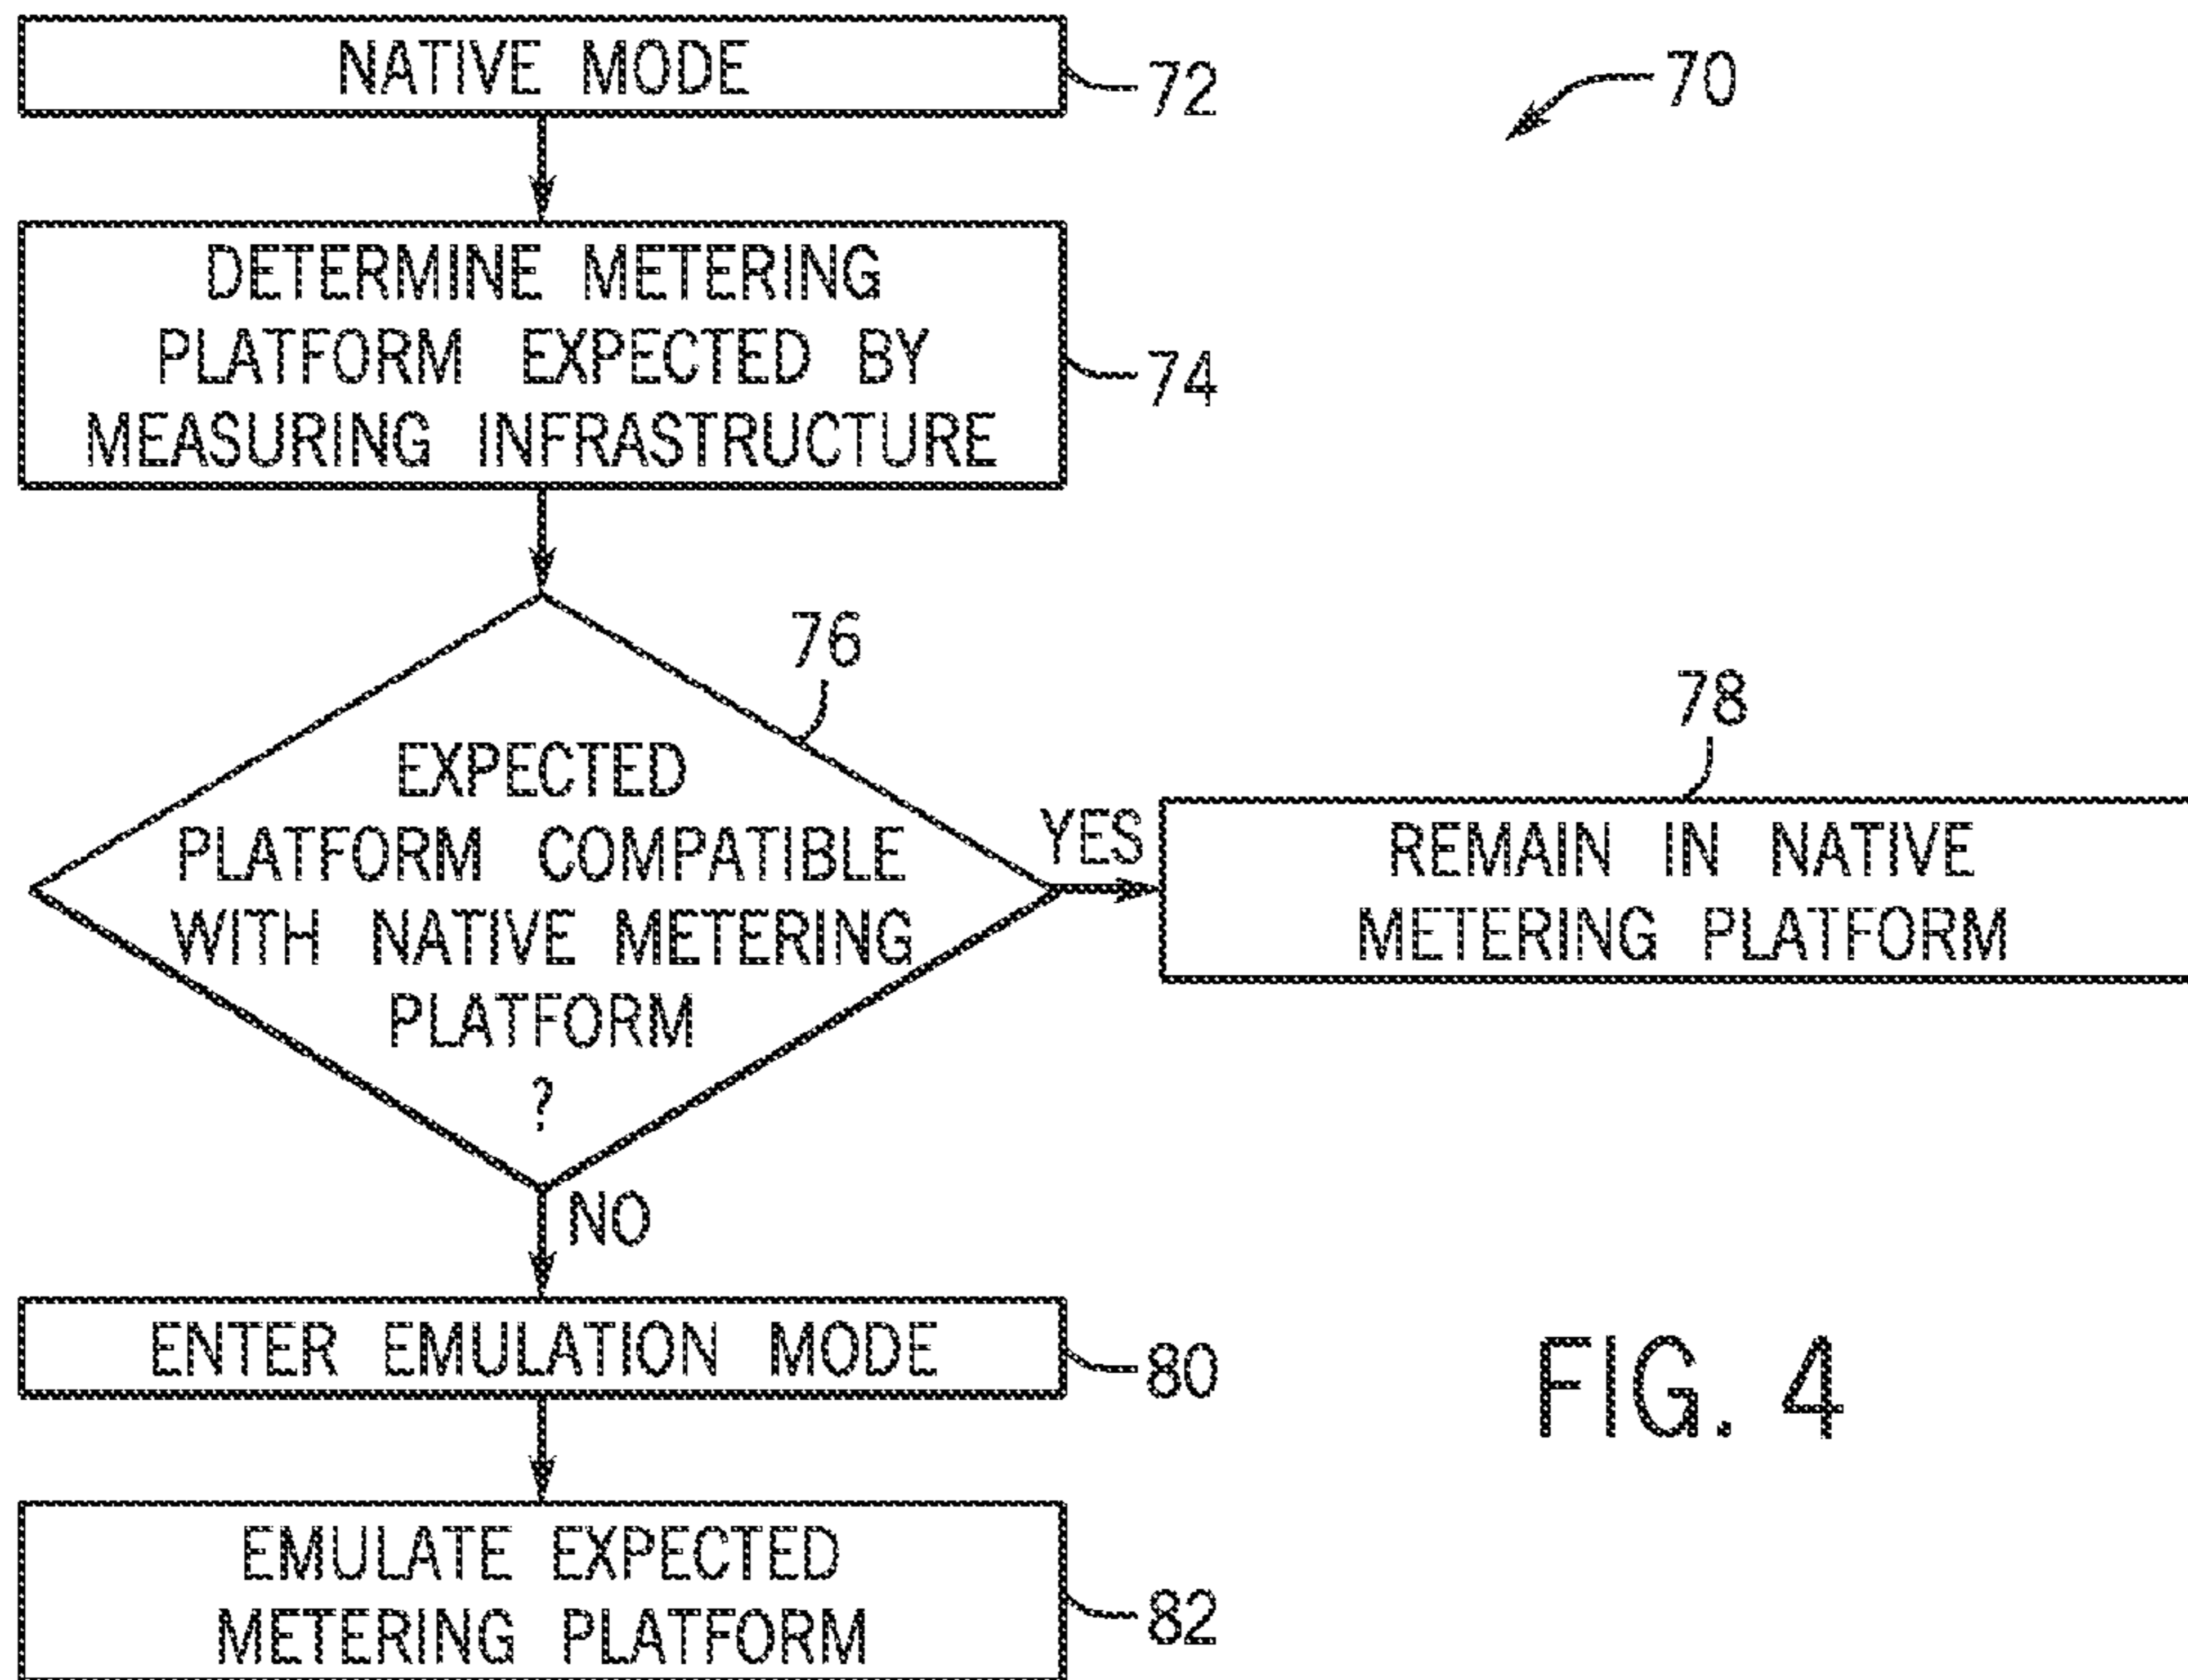 NATIVE MODE
72
70
DETERMINE METERING
PLATFORM EXPECTED BY
MEASURING INFRASTRUCTURE
74
76
EXPECTED
PLATFORM COMPATIBLE
WITH NATIVE METERING
PLATFORM
?
YES
78
REMAIN IN NATIVE
METERING PLATFORM
NO
ENTER EMULATION MODE
80
EMULATE EXPECTED
METERING PLATFORM
82
FIG. 4